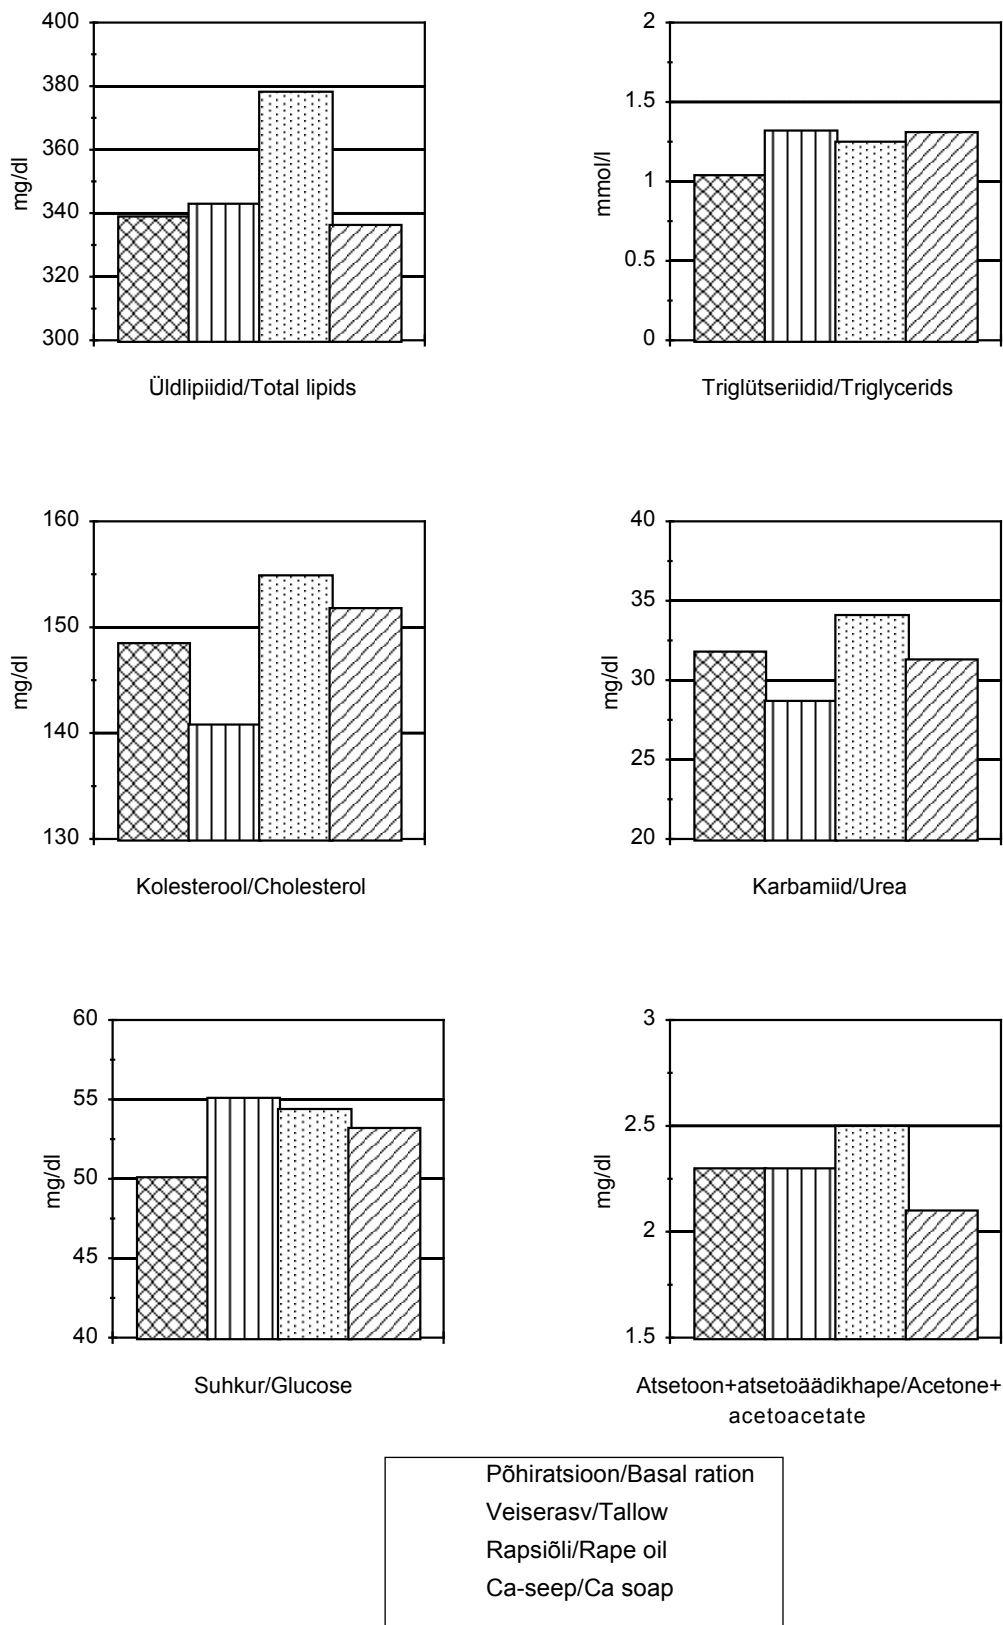 400
380
360
340
320
300
mg/dl
Üldlipiidid/Total lipids
2
1.5
1
0.5
0
mmol/l
Triglütseriidid/Triglycerids
160
150
140
130
mg/dl
Kolesterool/Cholesterol
40
35
30
25
20
mg/dl
Karbamiid/Urea
60
55
50
45
40
mg/dl
Suhkur/Glucose
3
2.5
2
1.5
mg/dl
Atsetoon+atsetoäädikhape/Acetone+
acetoacetate
Põhiratsioon/Basal ration
Veiserasv/Tallow
Rapsiõli/Rape oil
Ca-seep/Ca soap